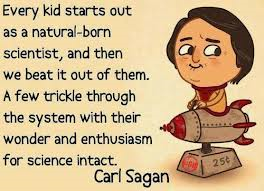 Every kid starts out
as a natural-born
scientist, and then
we beat it out of them.
A few trickle through
the system with their
wonder and enthusiasm
for science intact.
Carl Sagan
25¢